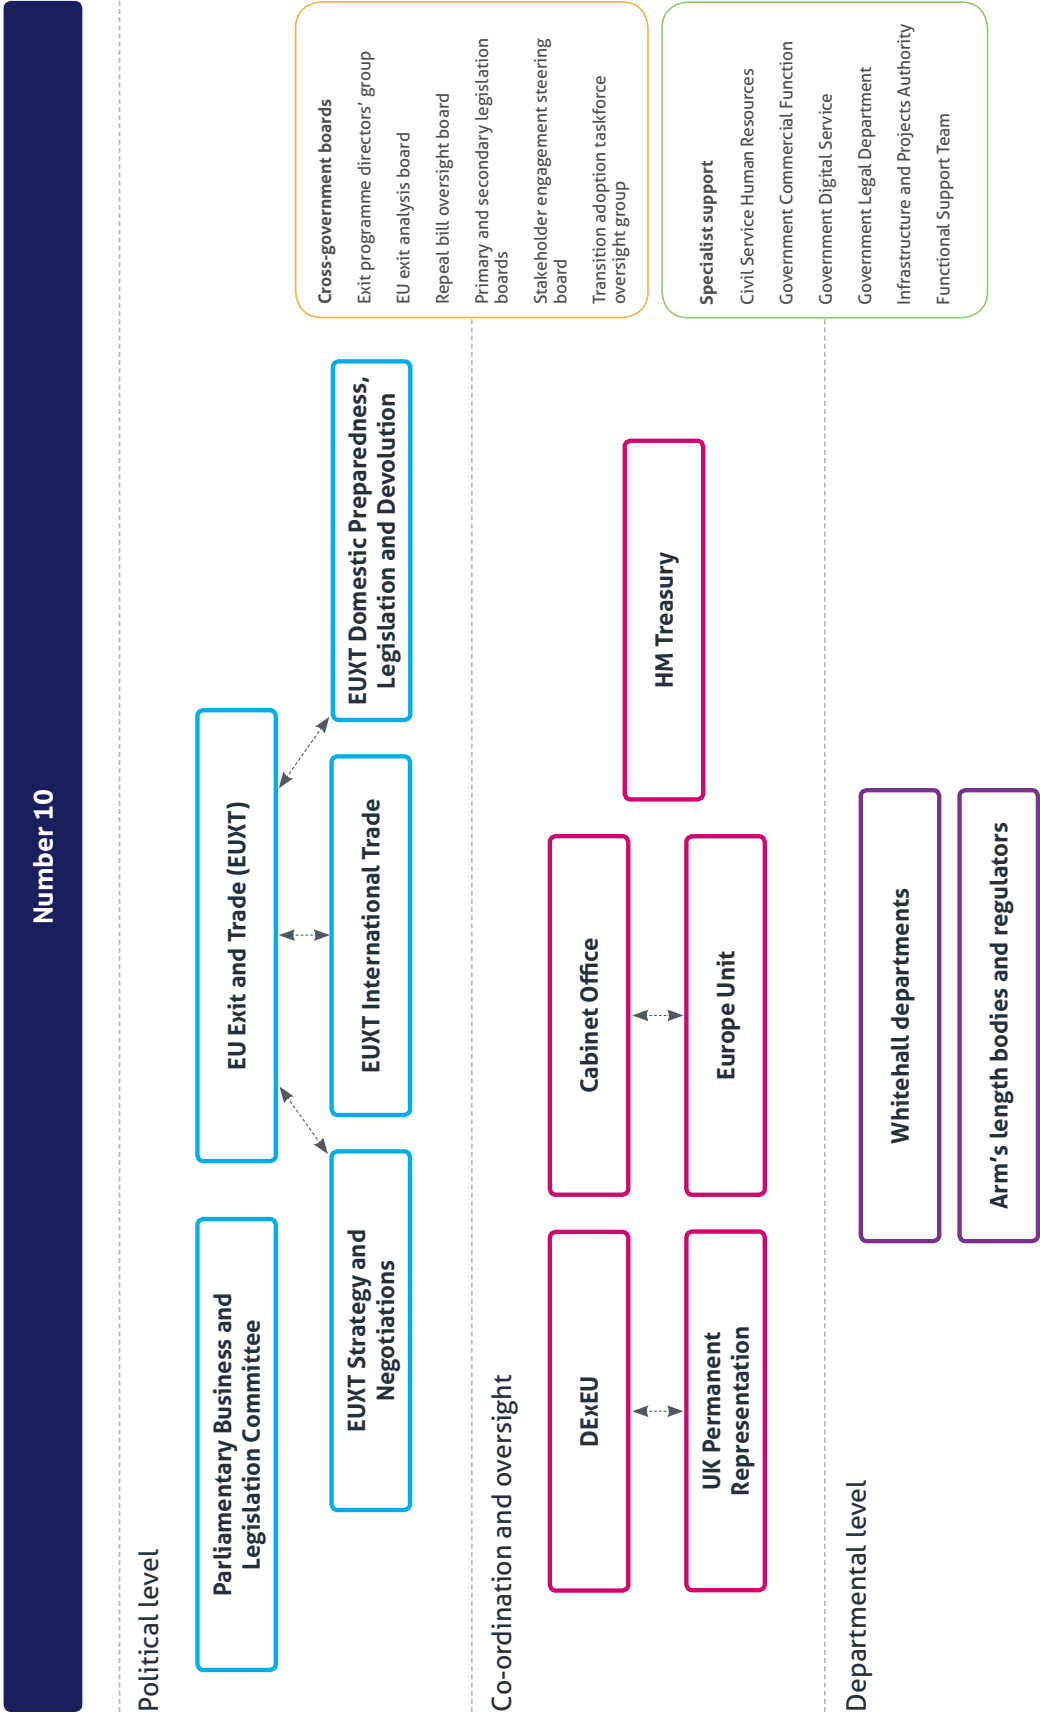 Number 10
Political level
Parliamentary Business and
Legislation Committee
EU Exit and Trade (EUXT)
EUXT Strategy and
Negotiations
EUXT International Trade
EUXT Domestic Preparedness,
Legislation and Devolution
Co-ordination and oversight
DExEU
Cabinet Office
HM Treasury
UK Permanent
Representation
Europe Unit
Departmental level
Whitehall departments
Arm's length bodies and regulators
Cross-government boards
Exit programme directors' group
EU exit analysis board
Repeal bill oversight board
Primary and secondary legislation
boards
Stakeholder engagement steering
board
Transition adoption taskforce
oversight group
Specialist support
Civil Service Human Resources
Government Commercial Function
Government Digital Service
Government Legal Department
Infrastructure and Projects Authority
Functional Support Team